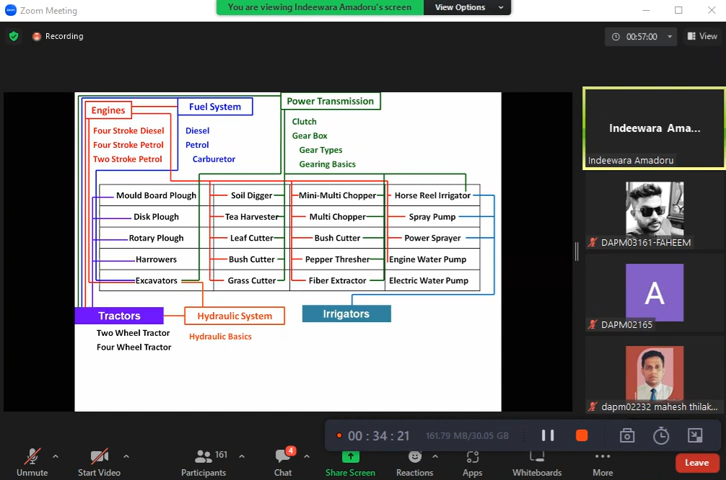 Zoom Meeting
You are viewing Indeewara Amadoru's screen
View Options
Recording
00:57:00
View
Engines
Four Stroke Diesel
Four Stroke Petrol
Two Stroke Petrol
Fuel System
Diesel
Petrol
Carburetor
Power Transmission
Clutch
Gear Box
Gear Types
Gearing Basics
Mould Board Plough Soil Digger Mini-Multi Chopper Horse Reel Irrigator
Disk Plough Tea Harvester Multi Chopper Spray Pump
Rotary Plough Leaf Cutter Bush Cutter Power Sprayer
Harrowers Bush Cutter Pepper Thresher Engine Water Pump
Excavators Grass Cutter Fiber Extractor Electric Water Pump
Tractors
Two Wheel Tractor
Four Wheel Tractor
Hydraulic System
Hydraulic Basics
Irrigators
Indeewara Ama...
Indeewara Amadoru
DAPM03161-FAHEEM
A
DAPM02165
dapm02232 mahesh thilak...
00:34:21
161.79 MB/30.05 GB
Unmute
Start Video
161
Participants
4
Chat
Share Screen
Reactions
Apps
Whiteboards
More
Leave